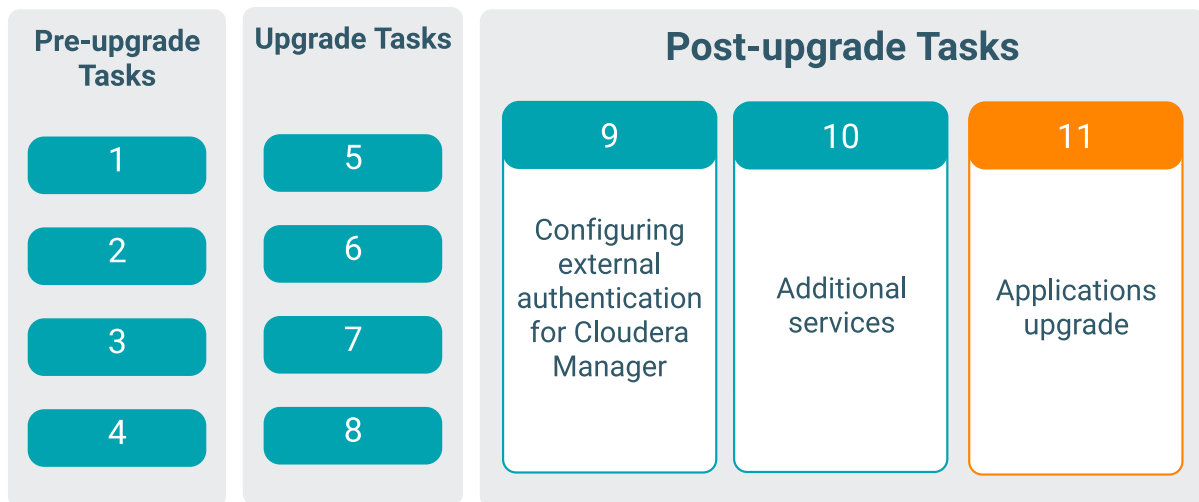 Pre-upgrade
Tasks
1
2
3
4
Upgrade Tasks
5
6
7
8
Post-upgrade Tasks
9
Configuring
external
authentication
for Cloudera
Manager
10
Additional
services
11
Applications
upgrade